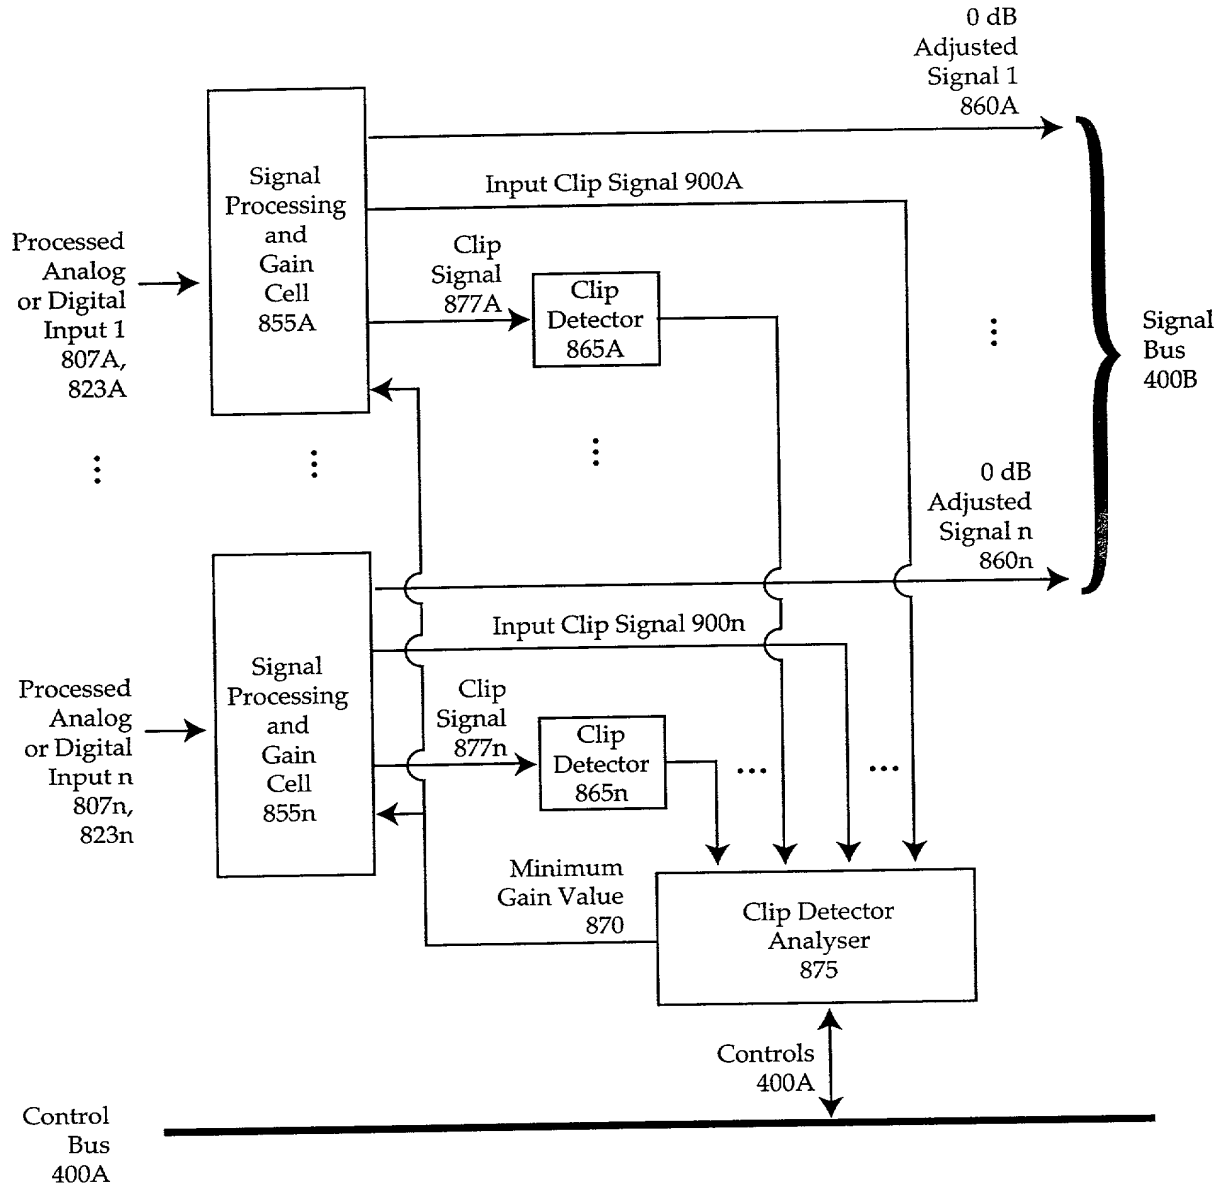 0 dB
Adjusted
Signal 1
860A
Signal
Processing
and
Gain
Cell
855A
Input Clip Signal 900A
Processed
Analog
or Digital
Input 1
807A,
823A
Clip
Signal
877A
Clip
Detector
865A
Signal
Bus
400B
0 dB
Adjusted
Signal n
860n
Input Clip Signal 900n
Signal
Processing
and
Gain
Cell
855n
Processed
Analog
or Digital
Input n
807n,
823n
Clip
Signal
877n
Clip
Detector
865n
Minimum
Gain Value
870
Clip Detector
Analyser
875
Controls
400A
Control
Bus
400A